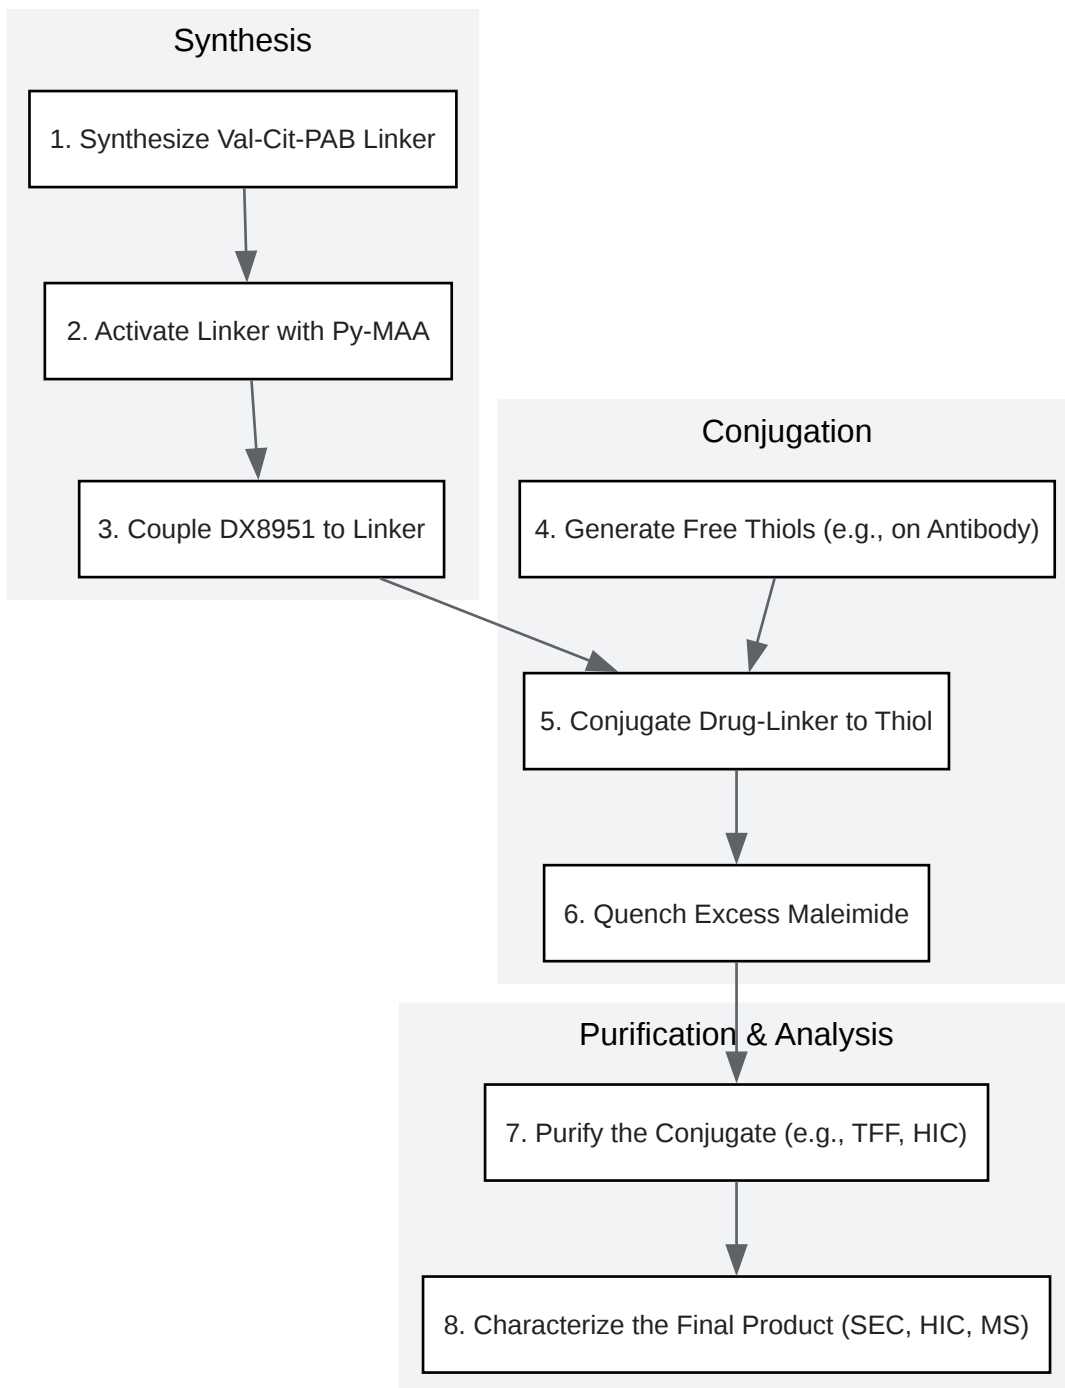 Synthesis
1. Synthesize Val-Cit-PAB Linker
2. Activate Linker with Py-MAA
3. Couple DX8951 to Linker
Conjugation
4. Generate Free Thiols (e.g., on Antibody)
5. Conjugate Drug-Linker to Thiol
6. Quench Excess Maleimide
Purification & Analysis
7. Purify the Conjugate (e.g., TFF, HIC)
8. Characterize the Final Product (SEC, HIC, MS)